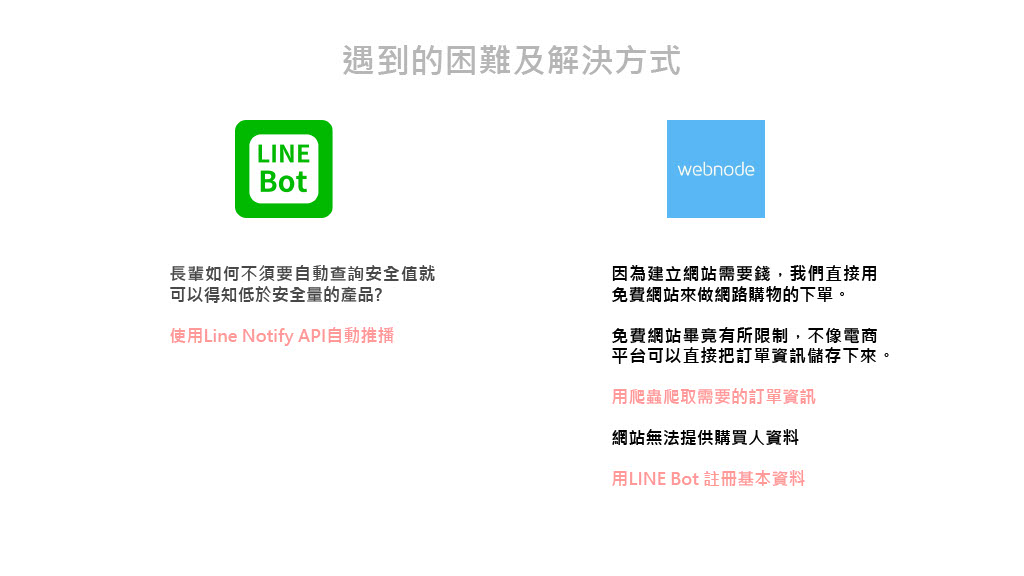 遇到的困難及解決方式
LINE
Bot
webnode
長輩如何不須要自動查詢安全值就
可以得知低於安全量的產品?
使用Line Notify API自動推播
因為建立網站需要錢，我們直接用
免費網站來做網路購物的下單。
免費網站畢竟有所限制，不像電商
平台可以直接把訂單資訊儲存下來。
用爬蟲爬取需要的訂單資訊
網站無法提供購買人資料
用LINE Bot 註冊基本資料